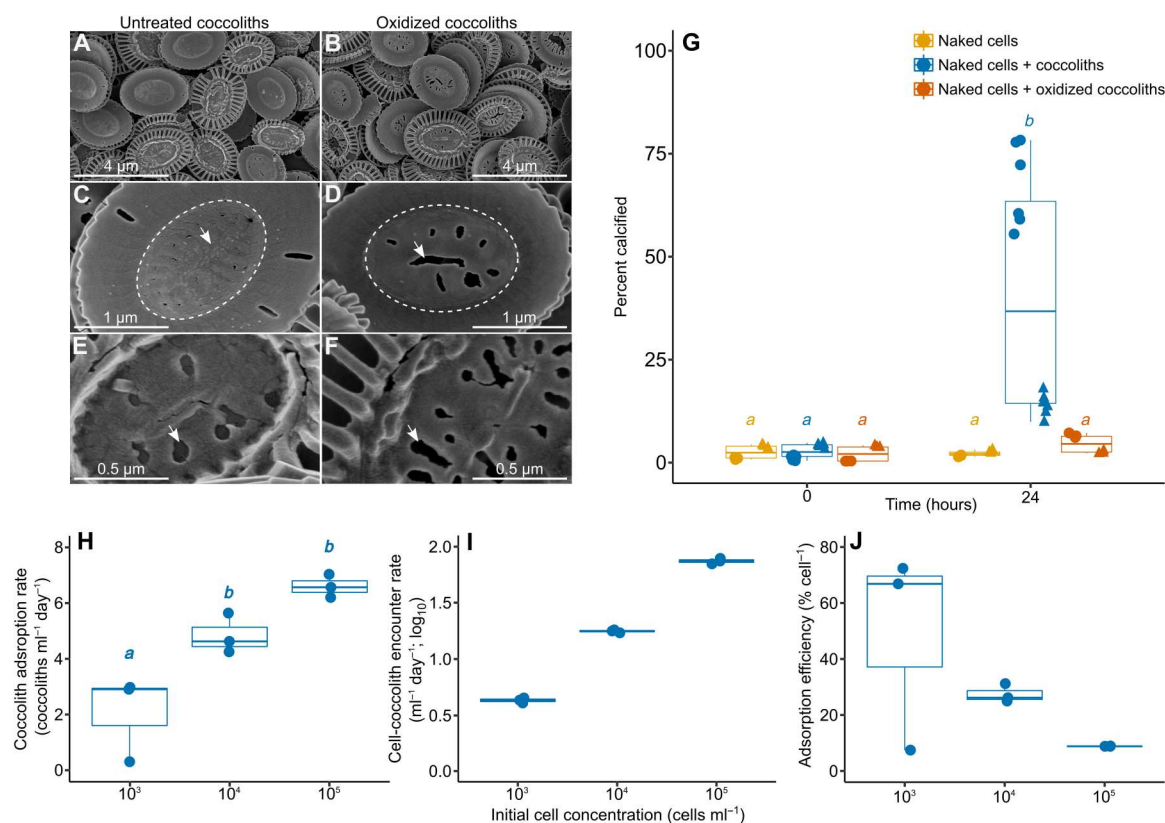 Untreated coccoliths
Oxidized coccoliths
A
4 µm
B
4 µm
C
1 µm
D
1 µm
E
0.5 µm
F
0.5 µm
G
Naked cells
Naked cells + coccoliths
Naked cells + oxidized coccoliths
Percent calcified
100
75
50
25
0
a
a
a
a
b
a
0
24
Time (hours)
H
Coccolith adsroption rate
(coccoliths ml⁻¹ day⁻¹)
8
6
4
2
0
a
b
b
10³
10⁴
10⁵
I
Cell-coccolith encounter rate
(ml⁻¹ day⁻¹; log₁₀)
2.0
1.5
1.0
0.5
0.0
10³
10⁴
10⁵
Initial cell concentration (cells ml⁻¹)
J
Adsorption efficiency (% cell⁻¹)
80
60
40
20
0
10³
10⁴
10⁵